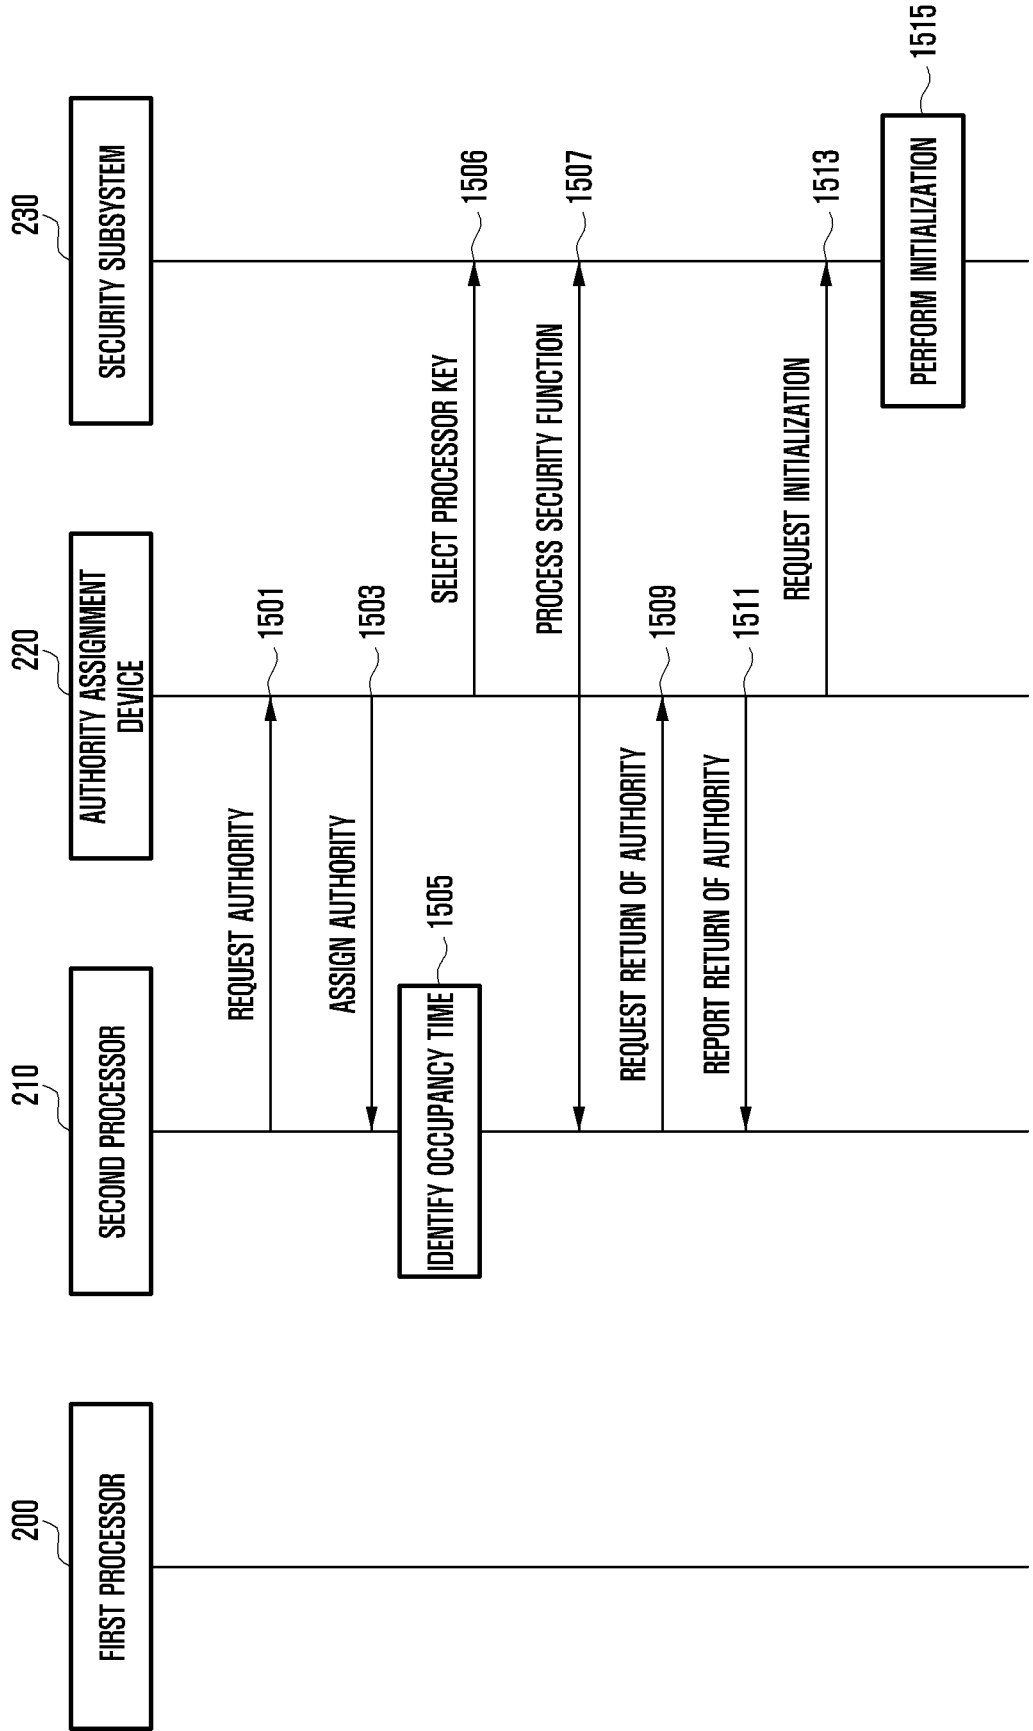 200
210
220
230
FIRST PROCESSOR
SECOND PROCESSOR
AUTHORITY ASSIGNMENT
DEVICE
SECURITY SUBSYSTEM
REQUEST AUTHORITY
1501
ASSIGN AUTHORITY
1503
IDENTIFY OCCUPANCY TIME
1505
SELECT PROCESSOR KEY
1506
PROCESS SECURITY FUNCTION
1507
REQUEST RETURN OF AUTHORITY
1509
REPORT RETURN OF AUTHORITY
1511
REQUEST INITIALIZATION
1513
PERFORM INITIALIZATION
1515